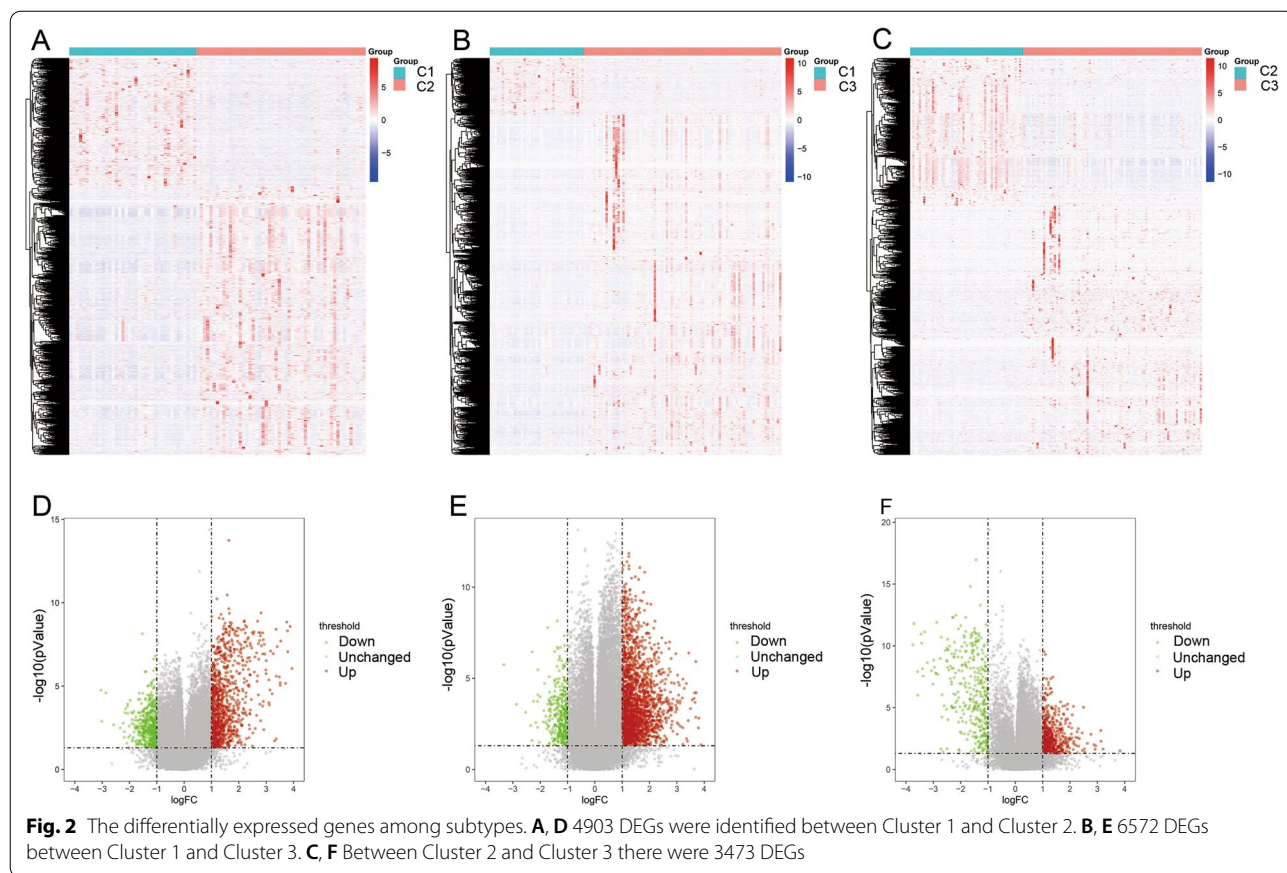 A
Group
Group
C1
C2
5
0
−5
B
Group
Group
C1
C3
10
5
0
−5
−10
C
Group
Group
C2
C3
10
5
0
−5
−10
D
15
10
5
0
-log10(pValue)
−4 −3 −2 −1 0 1 2 3 4
logFC
threshold
Down
Unchanged
Up
E
10
5
0
-log10(pValue)
−4 −3 −2 −1 0 1 2 3 4
logFC
threshold
Down
Unchanged
Up
F
20
15
10
5
0
-log10(pValue)
−4 −3 −2 −1 0 1 2 3 4
logFC
threshold
Down
Unchanged
Up
Fig. 2 The differentially expressed genes among subtypes. A, D 4903 DEGs were identified between Cluster 1 and Cluster 2. B, E 6572 DEGs
between Cluster 1 and Cluster 3. C, F Between Cluster 2 and Cluster 3 there were 3473 DEGs